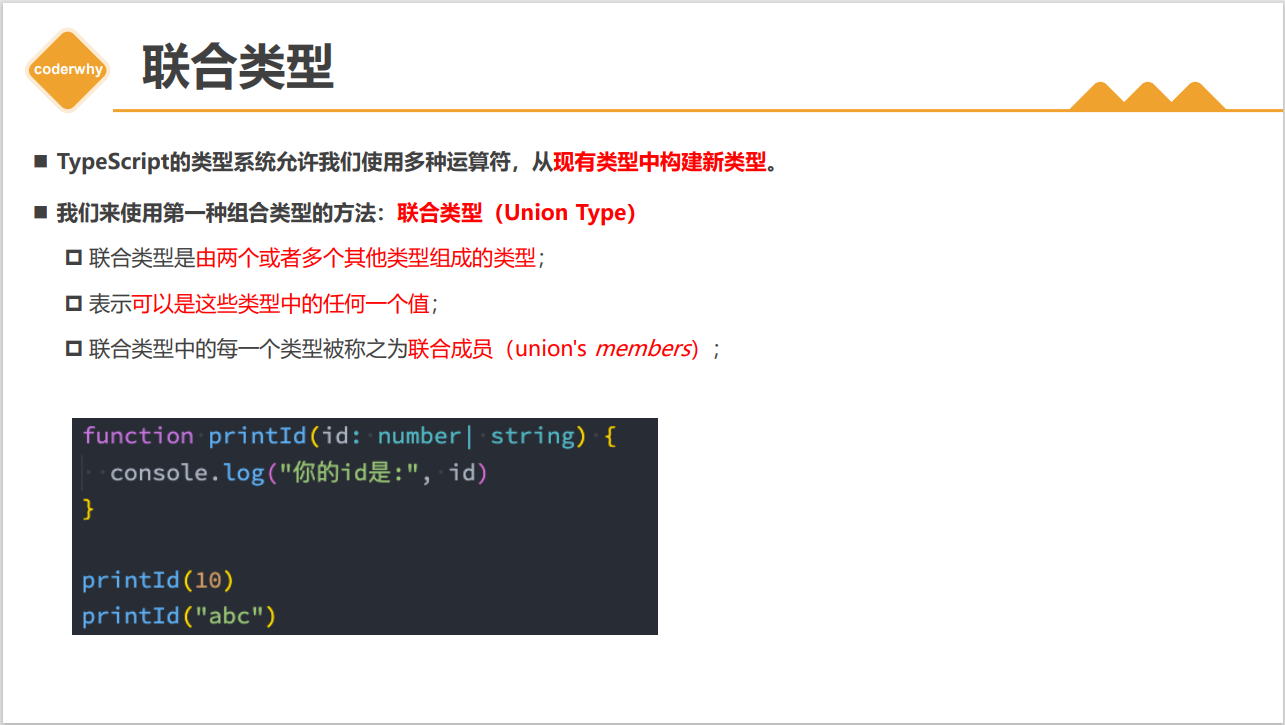 coderwhy
联合类型
TypeScript的类型系统允许我们使用多种运算符，从现有类型中构建新类型。
我们来使用第一种组合类型的方法：联合类型（Union Type）
联合类型是由两个或者多个其他类型组成的类型；
表示可以是这些类型中的任何一个值；
联合类型中的每一个类型被称之为联合成员（union's members）；
function printId(id: number| string) {
  console.log("你的id是:", id)
}
printId(10)
printId("abc")